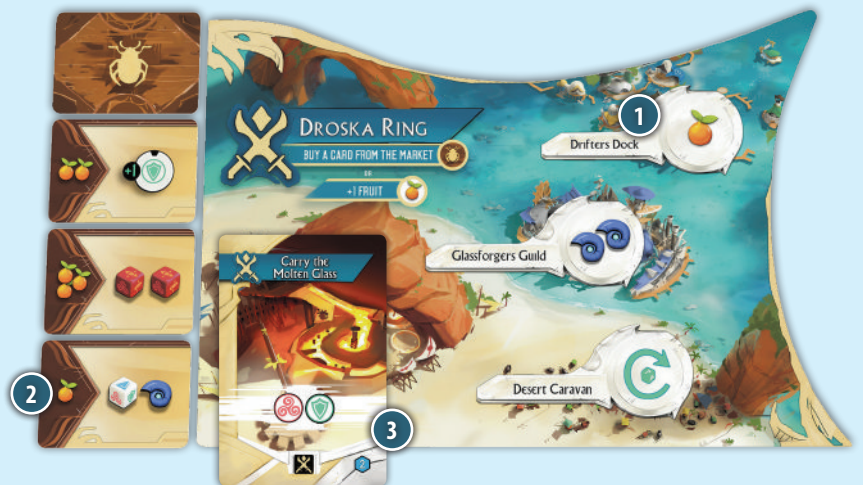 1
Drifters Dock
DROSKA RING
BUY A CARD FROM THE MARKET
OR
+1 FRUIT
+1
Glassforgers Guild
Carry the
Molten Glass
Desert Caravan
2
3
2